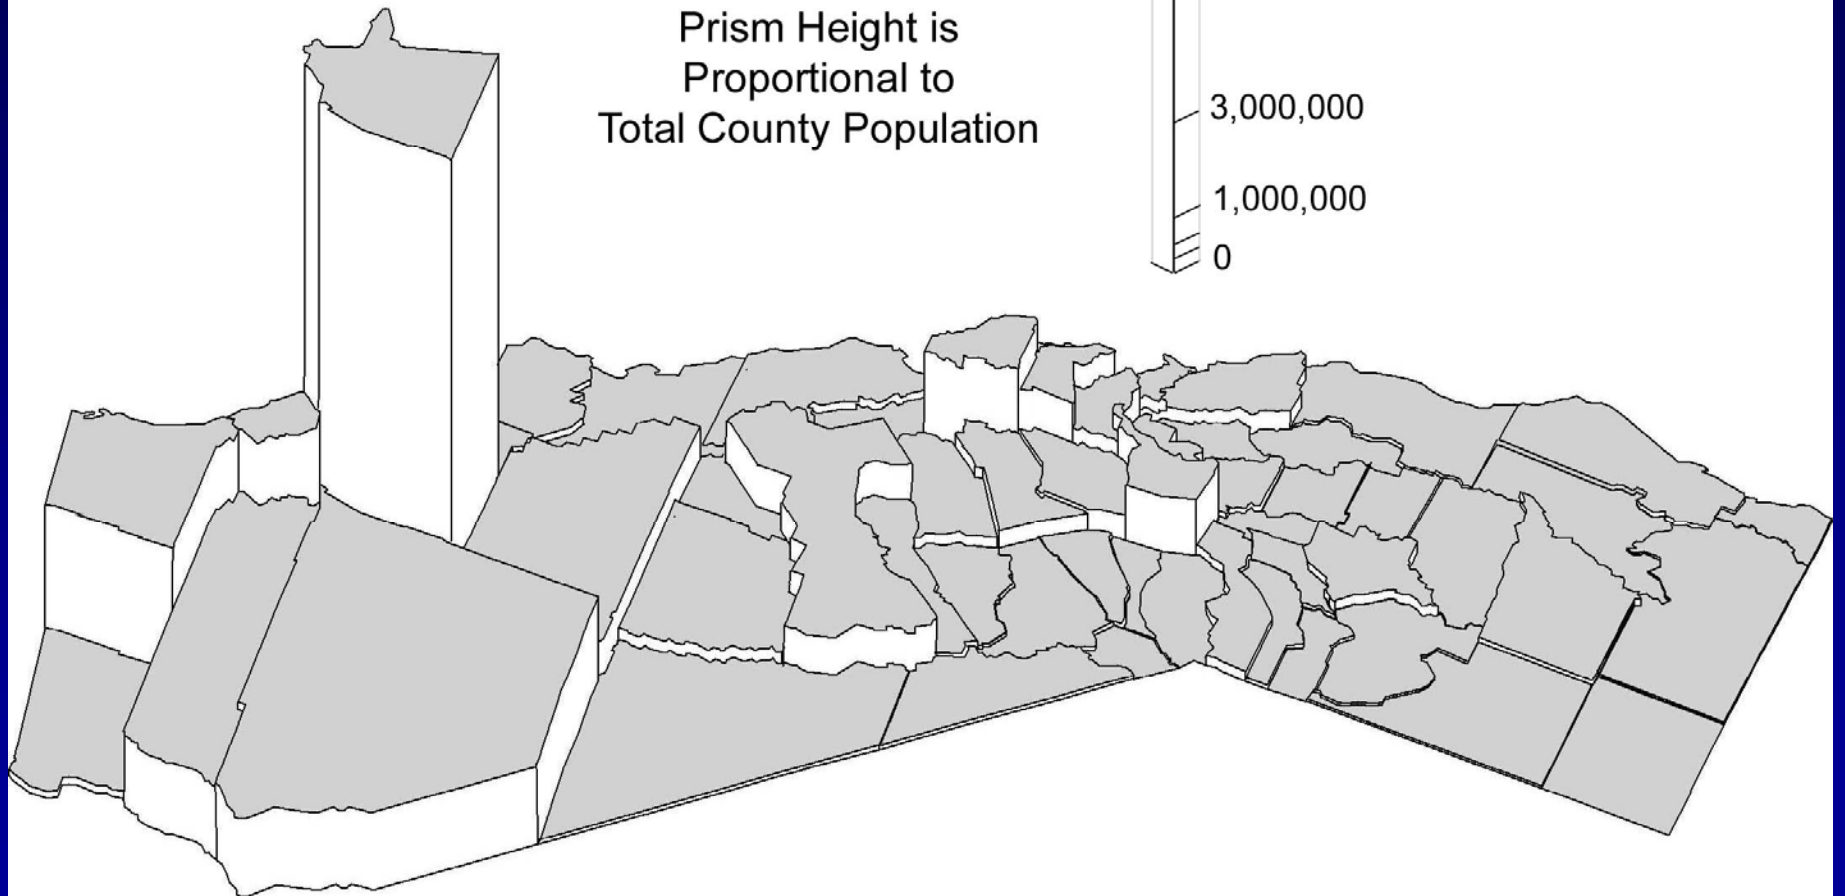 Prism Height is
Proportional to
Total County Population
3,000,000
1,000,000
0